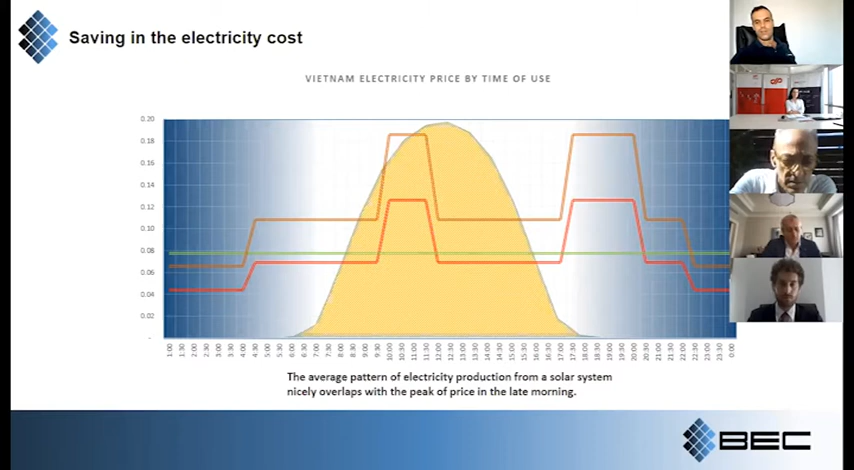 Saving in the electricity cost
VIETNAM ELECTRICITY PRICE BY TIME OF USE
0.20
0.18
0.16
0.14
0.12
0.10
0.08
0.06
0.04
0.02
-
1:00 1:30 2:00 2:30 3:00 3:30 4:00 4:30 5:00 5:30 6:00 6:30 7:00 7:30 8:00 8:30 9:00 9:30 10:00 10:30 11:00 11:30 12:00 12:30 13:00 13:30 14:00 14:30 15:00 15:30 16:00 16:30 17:00 17:30 18:00 18:30 19:00 19:30 20:00 20:30 21:00 21:30 22:00 22:30 23:00 23:30 0:00
The average pattern of electricity production from a solar system
nicely overlaps with the peak of price in the late morning.
BEC